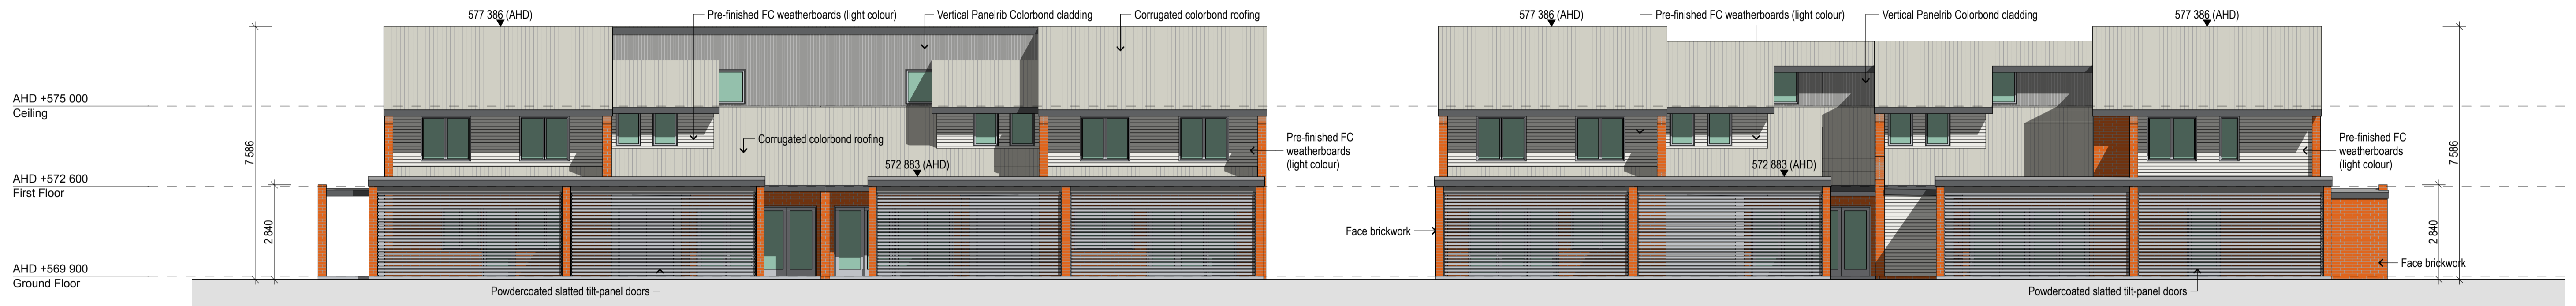 577 386 (AHD)
Pre-finished FC weatherboards (light colour)
Vertical Panelrib Colorbond cladding
Corrugated colorbond roofing
577 386 (AHD)
Pre-finished FC weatherboards (light colour)
Vertical Panelrib Colorbond cladding
577 386 (AHD)
AHD +575 000
Ceiling
7 586
Corrugated colorbond roofing
572 883 (AHD)
Pre-finished FC
weatherboards
(light colour)
572 883 (AHD)
Pre-finished FC
weatherboards
(light colour)
7 586
AHD +572 600
First Floor
2 840
Face brickwork
2 840
Face brickwork
AHD +569 900
Ground Floor
Powdercoated slatted tilt-panel doors
Powdercoated slatted tilt-panel doors